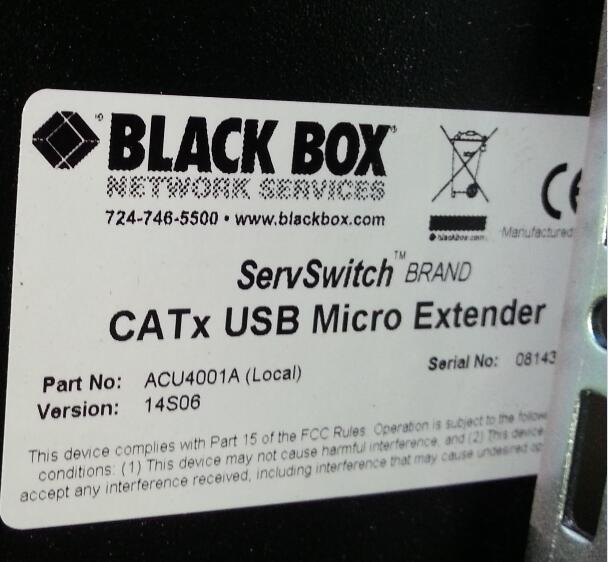 BLACK BOX
NETWORK SERVICES
724-746-5500 • www.blackbox.com
Manufactured
ServSwitch™ BRAND
CATx USB Micro Extender
Part No: ACU4001A (Local)
Serial No: 08143
Version: 14S06
This device complies with Part 15 of the FCC Rules. Operation is subject to the
conditions: (1) This device may not cause harmful interference, and (2) This device
accept any interference received, including interference that may cause undesired